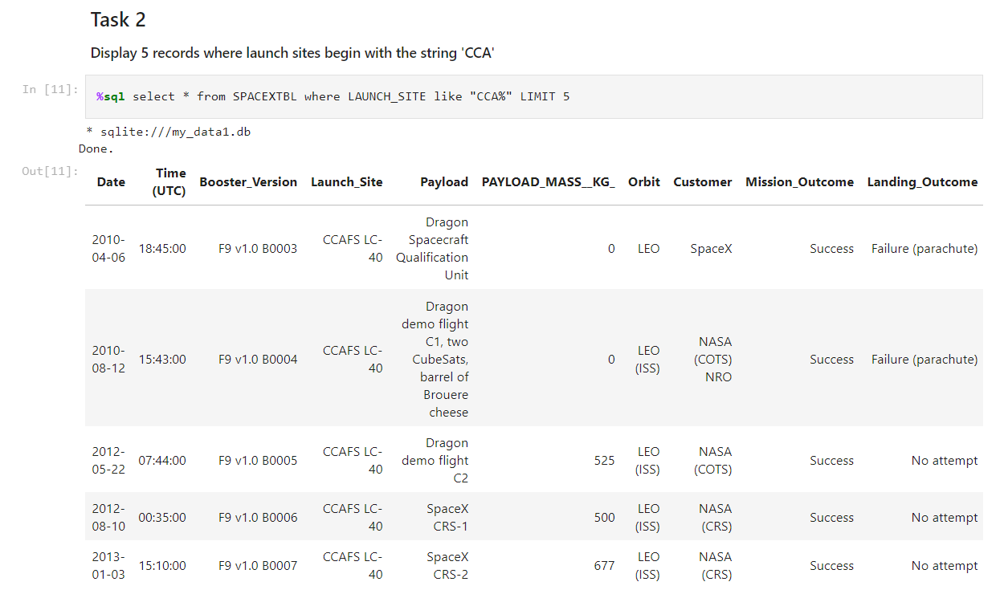 Task 2
Display 5 records where launch sites begin with the string 'CCA'
In [11]:
%sql select * from SPACEXTBL where LAUNCH_SITE like "CCA%" LIMIT 5
* sqlite:///my_data1.db
Done.
Out[11]:
Date Time (UTC) Booster_Version Launch_Site Payload PAYLOAD_MASS__KG_ Orbit Customer Mission_Outcome Landing_Outcome
2010-04-06 18:45:00 F9 v1.0 B0003 CCAFS LC-40 Dragon Spacecraft Qualification Unit 0 LEO SpaceX Success Failure (parachute)
2010-08-12 15:43:00 F9 v1.0 B0004 CCAFS LC-40 Dragon demo flight C1, two CubeSats, barrel of Brouere cheese 0 LEO (ISS) NASA (COTS) NRO Success Failure (parachute)
2012-05-22 07:44:00 F9 v1.0 B0005 CCAFS LC-40 Dragon demo flight C2 525 LEO (ISS) NASA (COTS) Success No attempt
2012-08-10 00:35:00 F9 v1.0 B0006 CCAFS LC-40 SpaceX CRS-1 500 LEO (ISS) NASA (CRS) Success No attempt
2013-01-03 15:10:00 F9 v1.0 B0007 CCAFS LC-40 SpaceX CRS-2 677 LEO (ISS) NASA (CRS) Success No attempt